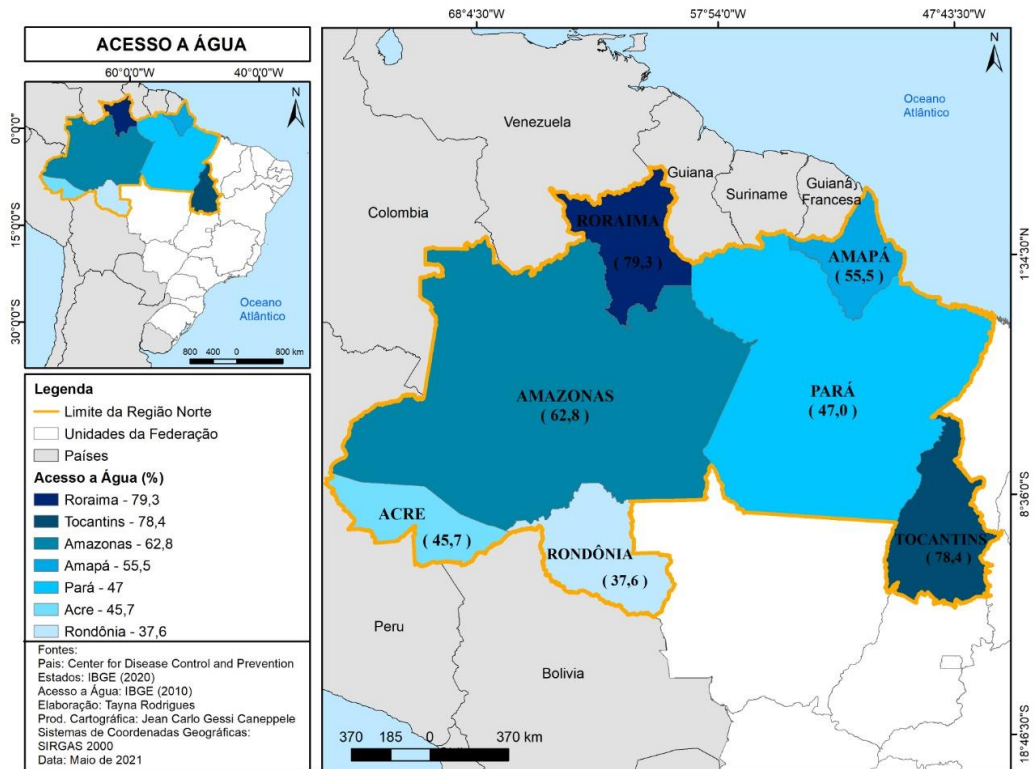 ACESSO A ÁGUA
60°0'0"W
40°0'0"W
0°0'0"
15°0'0"S
30°0'0"S
N
Oceano
Atlântico
800 400 0 800 km
Legenda
Limite da Região Norte
Unidades da Federação
Países
Acesso a Água (%)
Roraima - 79,3
Tocantins - 78,4
Amazonas - 62,8
Amapá - 55,5
Pará - 47
Acre - 45,7
Rondônia - 37,6
Fontes:
Pais: Center for Disease Control and Prevention
Estados: IBGE (2020)
Acesso a Água: IBGE (2010)
Elaboração: Tayna Rodrigues
Prod. Cartográfica: Jean Carlo Gessi Caneppele
Sistemas de Coordenadas Geográficas:
SIRGAS 2000
Data: Maio de 2021
68°4'30"W
57°54'0"W
47°43'30"W
N
Oceano
Atlântico
Venezuela
Guiana
Suriname
Guiana
Francesa
Colombia
RORAIMA
( 79,3 )
AMAPÁ
( 55,5 )
1°34'30"N
AMAZONAS
( 62,8 )
PARÁ
( 47,0 )
8°36'0"S
ACRE
( 45,7 )
RONDÔNIA
( 37,6 )
TOCANTINS
( 78,4 )
Peru
Bolivia
18°46'30"S
370 185 0 370 km